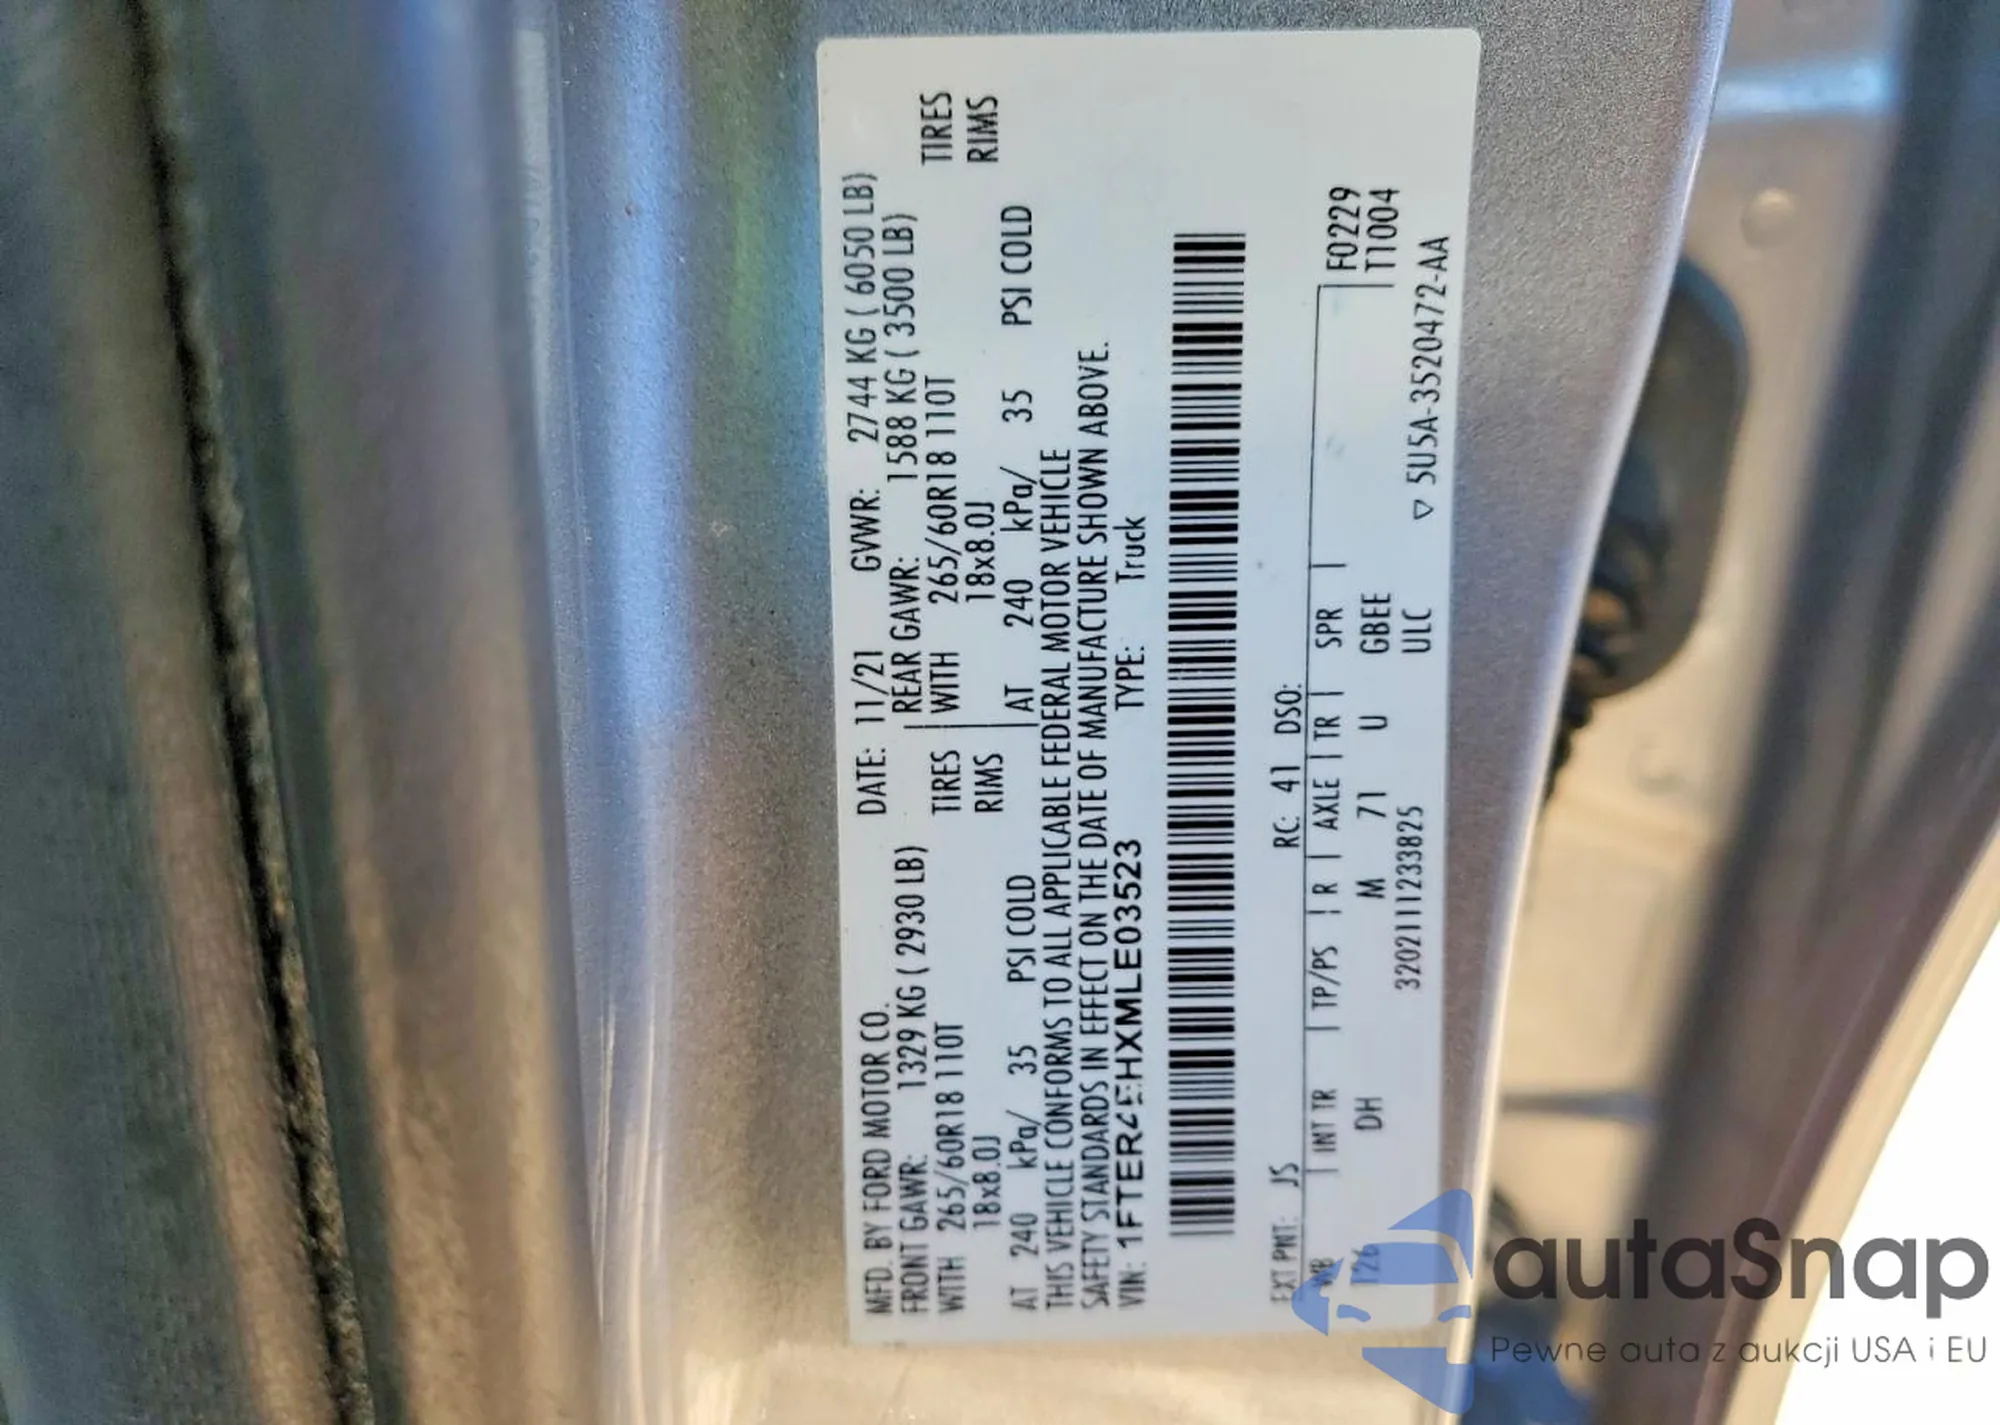 MFD. BY FORD MOTOR CO.
DATE: 11/21 GVWR: 2744 KG ( 6050 LB)
FRONT GAWR: 1329 KG ( 2930 LB) REAR GAWR: 1588 KG ( 3500 LB)
WITH 265/60R18 110T TIRES WITH 265/60R18 110T TIRES
18x8.0J RIMS 18x8.0J RIMS
AT 240 kPa/ 35 PSI COLD AT 240 kPa/ 35 PSI COLD
THIS VEHICLE CONFORMS TO ALL APPLICABLE FEDERAL MOTOR VEHICLE
SAFETY STANDARDS IN EFFECT ON THE DATE OF MANUFACTURE SHOWN ABOVE.
VIN: 1FTER4EHXMLE03523 TYPE: Truck
EXT PNT: JS RC: 41 DSO:
WB INT TR TP/PS R AXLE TR SPR F0229
126 DH M 71 U GBEE T1004
320211123825 ULC
▽ 5U5A-3520472-AA
autaSnap
Pewne auta z aukcji USA i EU